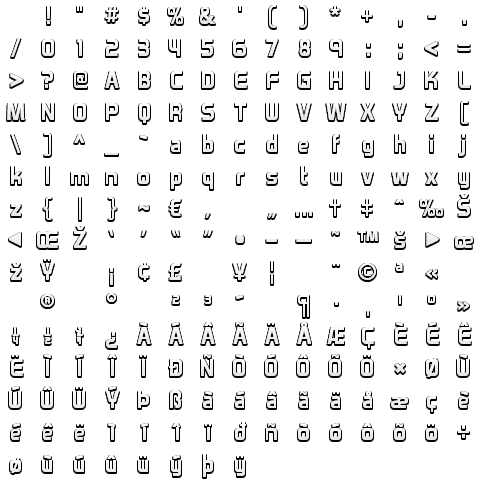 ! " # $ % & ' ( ) * + , - .
/ 0 1 2 3 4 5 6 7 8 9 : ; < =
> ? @ A B C D E F G H I J K L
M N O P Q R S T U V W X Y Z [
\ ] ^ _ ` a b c d e f g h i j
k l m n o p q r s t u v w x y
z { | } ~ € , „ … † ‡ ˆ ‰ Š
< Œ Ž ‘ ’ “ ” • – — ˜ ™ š > œ
ž Ÿ ¡ ¢ £ ¥ ¦ ¨ © ª «
® ° ² ³ ´ ¶ · ¸ ¹ º »
¼ ½ ¾ ¿ À Á Â Ã Ä Å Æ Ç È É Ê
Ë Ì Í Î Ï Ð Ñ Ò Ó Ô Õ Ö × Ø Ù
Ú Û Ü Ý Þ ß à á â ã ä å æ ç è
é ê ë ì í î ï ð ñ ò ó ô õ ö ÷
ø ù ú û ü ý þ ÿ